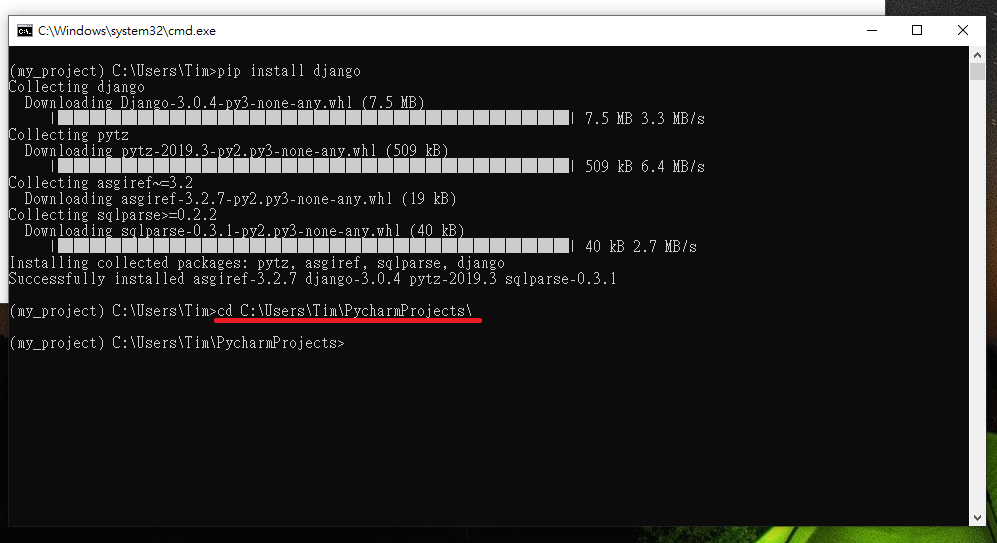 C:\Windows\system32\cmd.exe
(my_project) C:\Users\Tim>pip install django
Collecting django
  Downloading Django-3.0.4-py3-none-any.whl (7.5 MB)
     |████████████████████████████████| 7.5 MB 3.3 MB/s
Collecting pytz
  Downloading pytz-2019.3-py2.py3-none-any.whl (509 kB)
     |████████████████████████████████| 509 kB 6.4 MB/s
Collecting asgiref~=3.2
  Downloading asgiref-3.2.7-py2.py3-none-any.whl (19 kB)
Collecting sqlparse>=0.2.2
  Downloading sqlparse-0.3.1-py2.py3-none-any.whl (40 kB)
     |████████████████████████████████| 40 kB 2.7 MB/s
Installing collected packages: pytz, asgiref, sqlparse, django
Successfully installed asgiref-3.2.7 django-3.0.4 pytz-2019.3 sqlparse-0.3.1
(my_project) C:\Users\Tim>cd C:\Users\Tim\PycharmProjects\
(my_project) C:\Users\Tim\PycharmProjects>